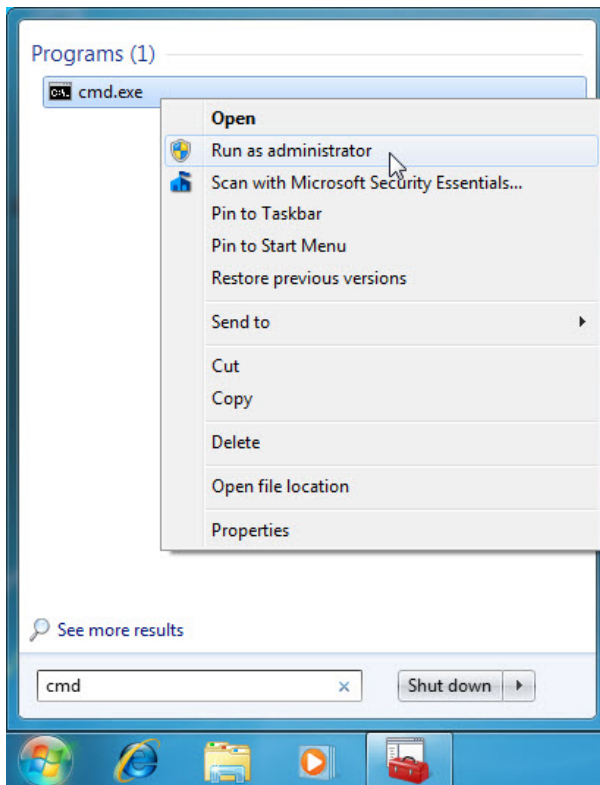 Programs (1)
cmd.exe
Open
Run as administrator
Scan with Microsoft Security Essentials...
Pin to Taskbar
Pin to Start Menu
Restore previous versions
Send to
Cut
Copy
Delete
Open file location
Properties
See more results
cmd
Shut down